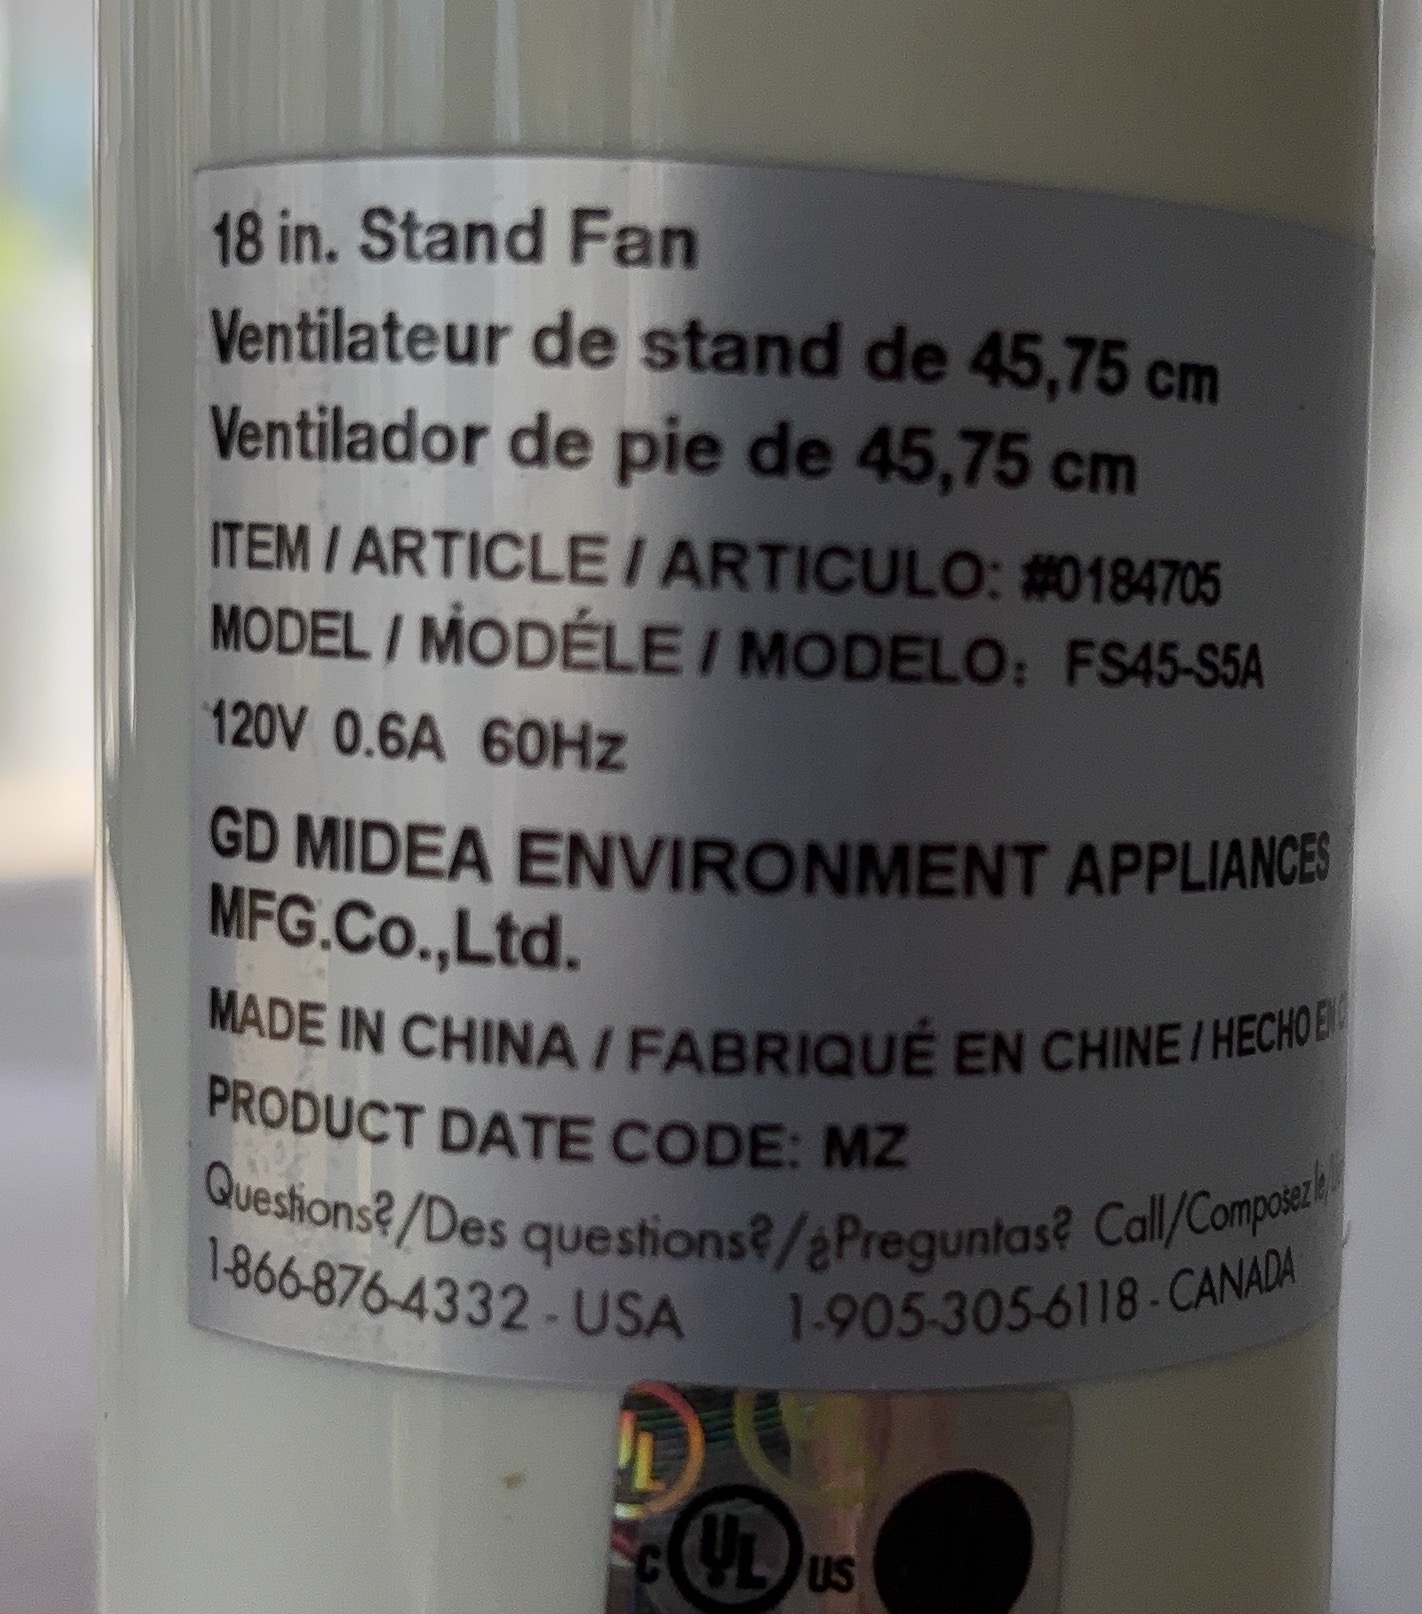 18 in. Stand Fan
Ventilateur de stand de 45,75 cm
Ventilador de pie de 45,75 cm
ITEM / ARTICLE / ARTICULO: #0184705
MODEL / MODÉLE / MODELO: FS45-S5A
120V 0.6A 60Hz
GD MIDEA ENVIRONMENT APPLIANCES
MFG.Co.,Ltd.
MADE IN CHINA / FABRIQUÉ EN CHINE / HECHO EN
PRODUCT DATE CODE: MZ
Questions?/Des questions?/¿Preguntas? Call/Composez le
1-866-876-4332 - USA 1-905-305-6118 - CANADA
UL
C UL US